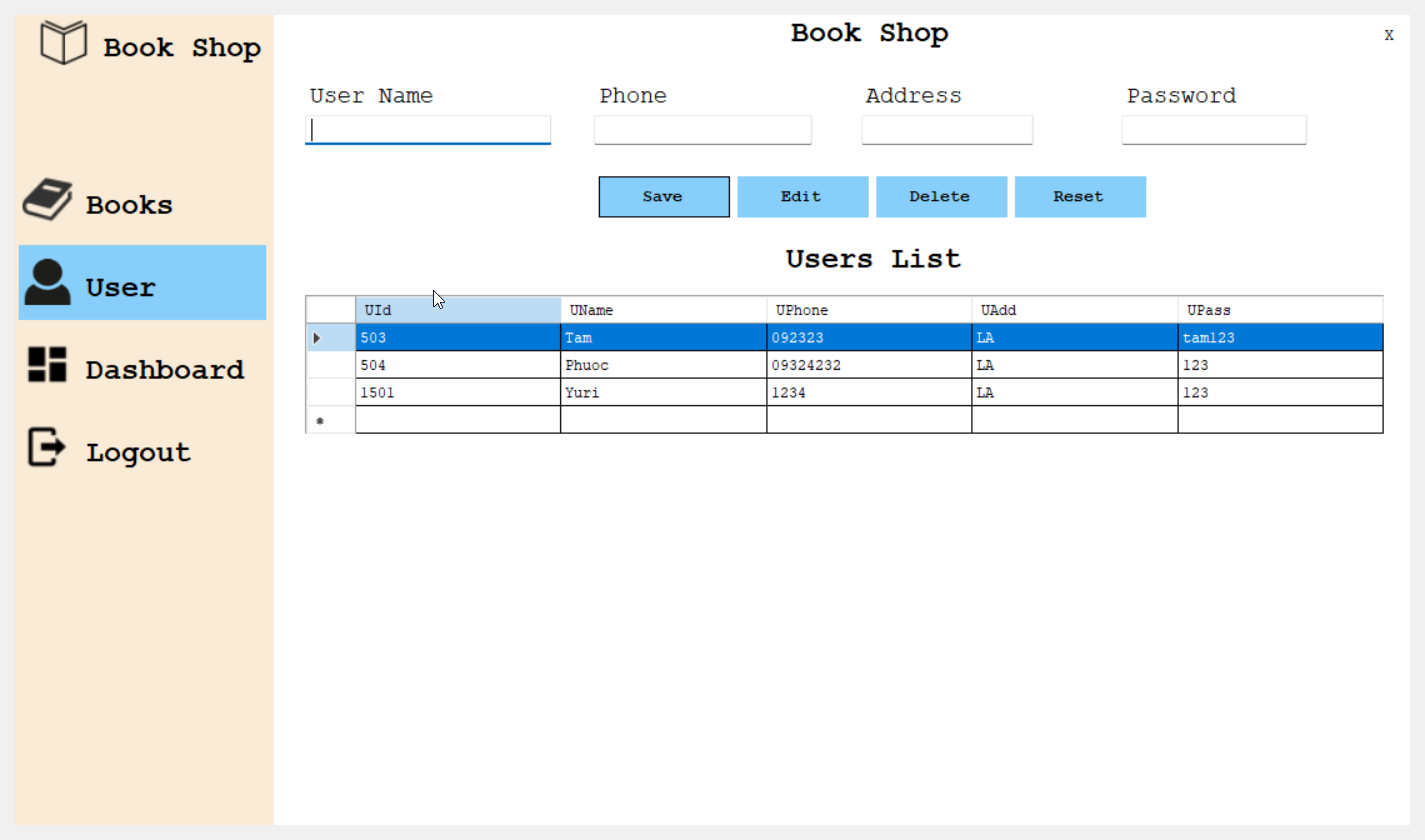 Book Shop
Book Shop
X
User Name Phone Address Password
Save Edit Delete Reset
Books
User
Dashboard
Logout
Users List
UId UName UPhone UAdd UPass
503 Tam 092323 LA tam123
504 Phuoc 09324232 LA 123
1501 Yuri 1234 LA 123